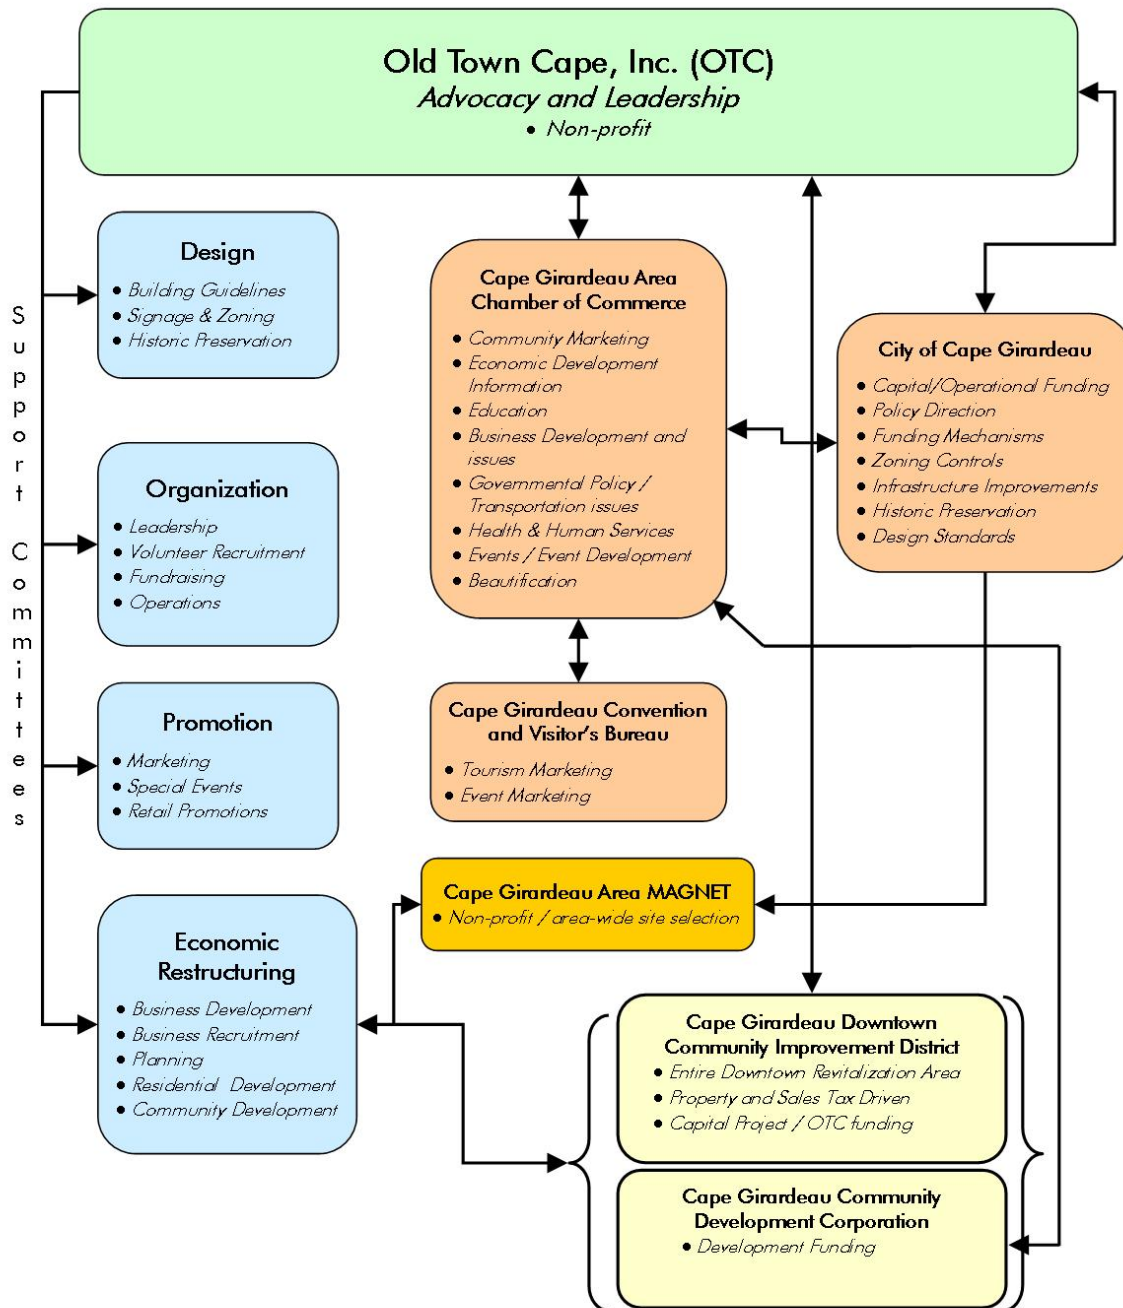 Old Town Cape, Inc. (OTC)
Advocacy and Leadership
• Non-profit
Support Committees
Design
• Building Guidelines
• Signage & Zoning
• Historic Preservation
Organization
• Leadership
• Volunteer Recruitment
• Fundraising
• Operations
Promotion
• Marketing
• Special Events
• Retail Promotions
Economic
Restructuring
• Business Development
• Business Recruitment
• Planning
• Residential Development
• Community Development
Cape Girardeau Area
Chamber of Commerce
• Community Marketing
• Economic Development
Information
• Education
• Business Development and
issues
• Governmental Policy /
Transportation issues
• Health & Human Services
• Events / Event Development
• Beautification
Cape Girardeau Convention
and Visitor's Bureau
• Tourism Marketing
• Event Marketing
Cape Girardeau Area MAGNET
• Non-profit / area-wide site selection
City of Cape Girardeau
• Capital/Operational Funding
• Policy Direction
• Funding Mechanisms
• Zoning Controls
• Infrastructure Improvements
• Historic Preservation
• Design Standards
Cape Girardeau Downtown
Community Improvement District
• Entire Downtown Revitalization Area
• Property and Sales Tax Driven
• Capital Project / OTC funding
Cape Girardeau Community
Development Corporation
• Development Funding